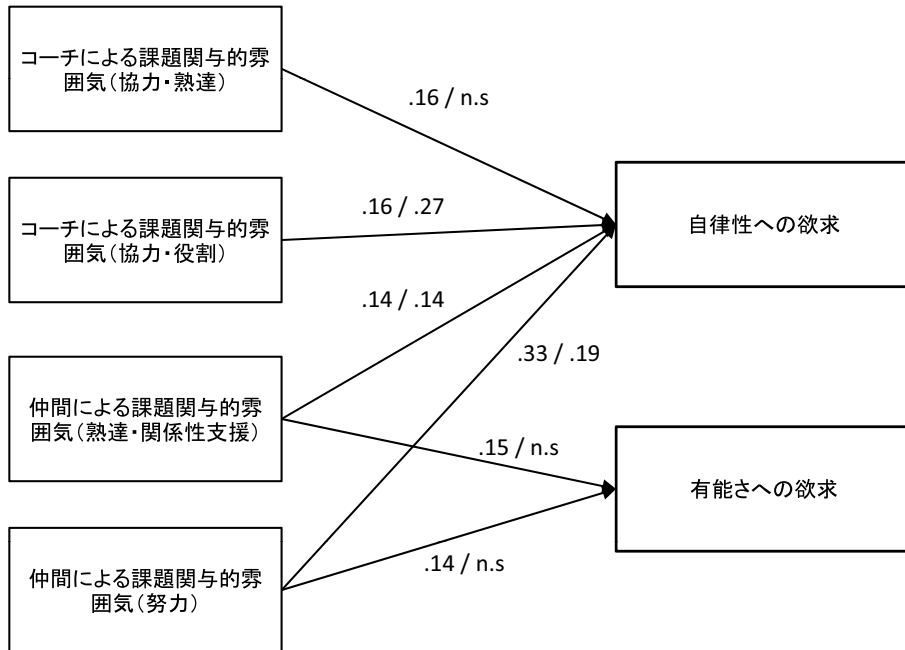 コーチによる課題関与的雰
囲気(協力・熟達)
.16 / n.s
コーチによる課題関与的雰
囲気(協力・役割)
.16 / .27
自律性への欲求
.14 / .14
.33 / .19
仲間による課題関与的雰
囲気(熟達・関係性支援)
.15 / n.s
有能さへの欲求
.14 / n.s
仲間による課題関与的雰
囲気(努力)